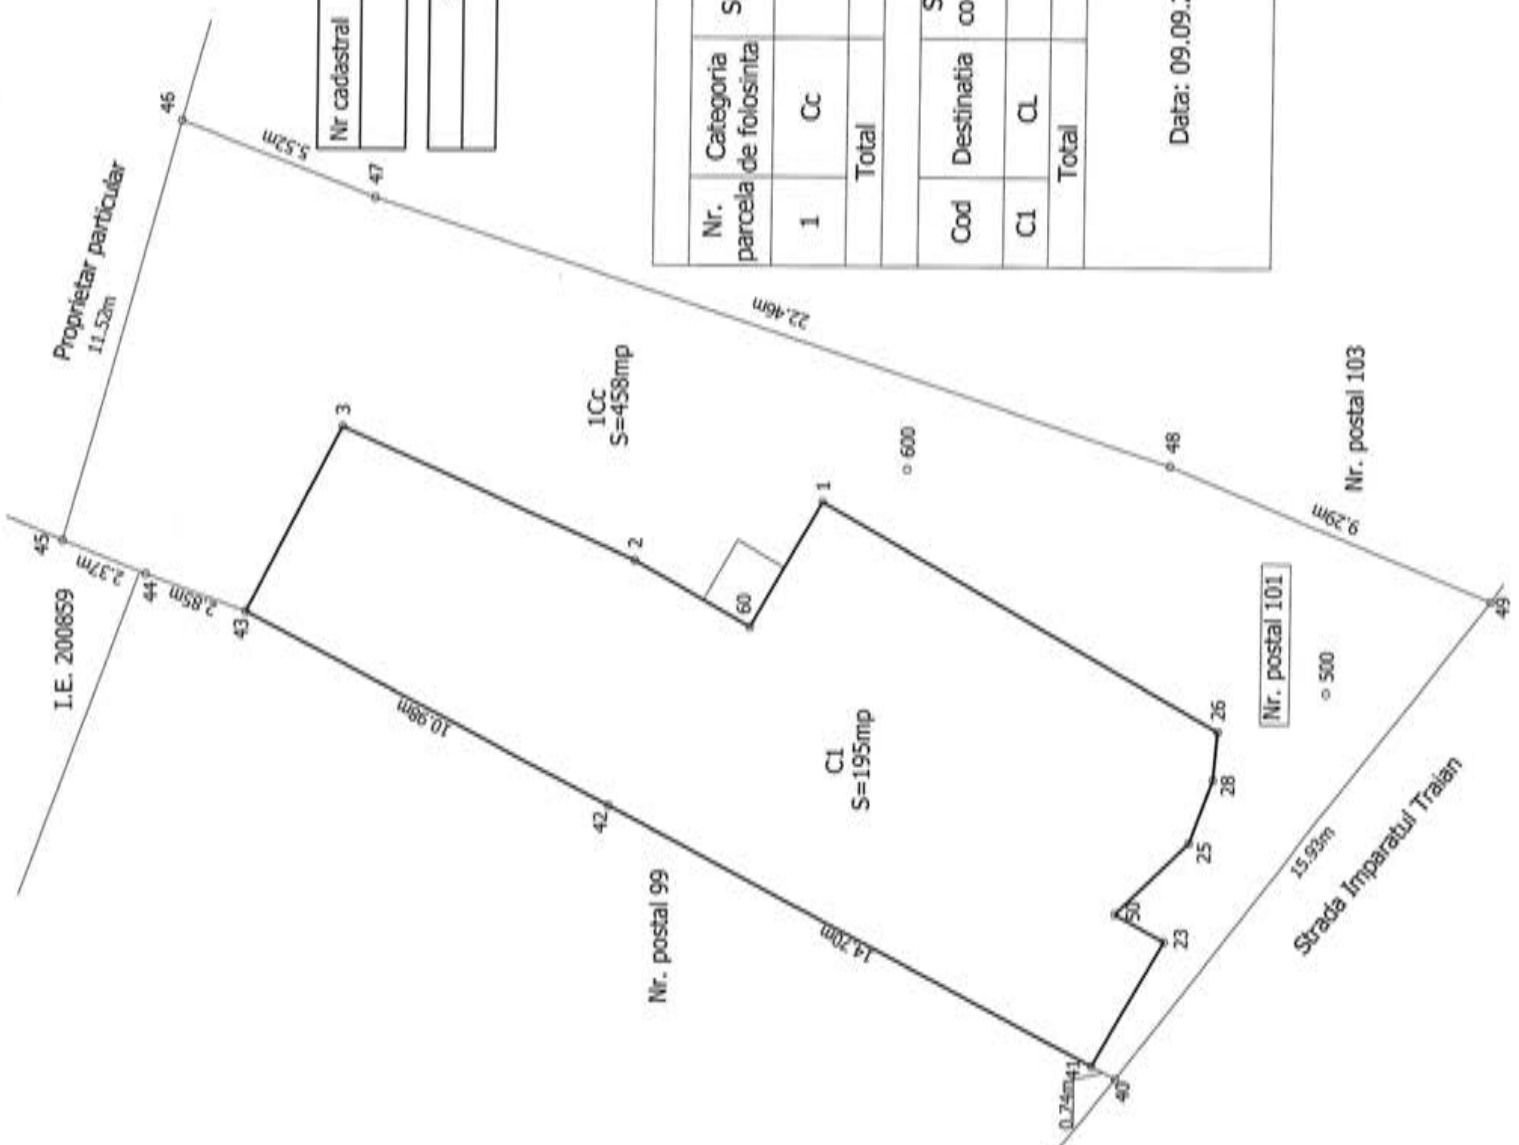 46
5.52m
47
Proprietar particular
11.52m
45
2.37m
44
2.85m
43
I.E. 200859
3
1Cc
S=458mp
22.46m
2
60
1
600
48
9.29m
Nr. postal 103
49
10.98m
42
Nr. postal 99
14.70m
C1
S=195mp
26
28
25
50
23
Nr. postal 101
500
15.93m
Strada Imparatul Traian
41
0.74m
40
Nr cadastral
Nr. parcela
Categoria de folosinta
1
Cc
Total
Cod
Destinatia
C1
CL
Total
Data: 09.09.